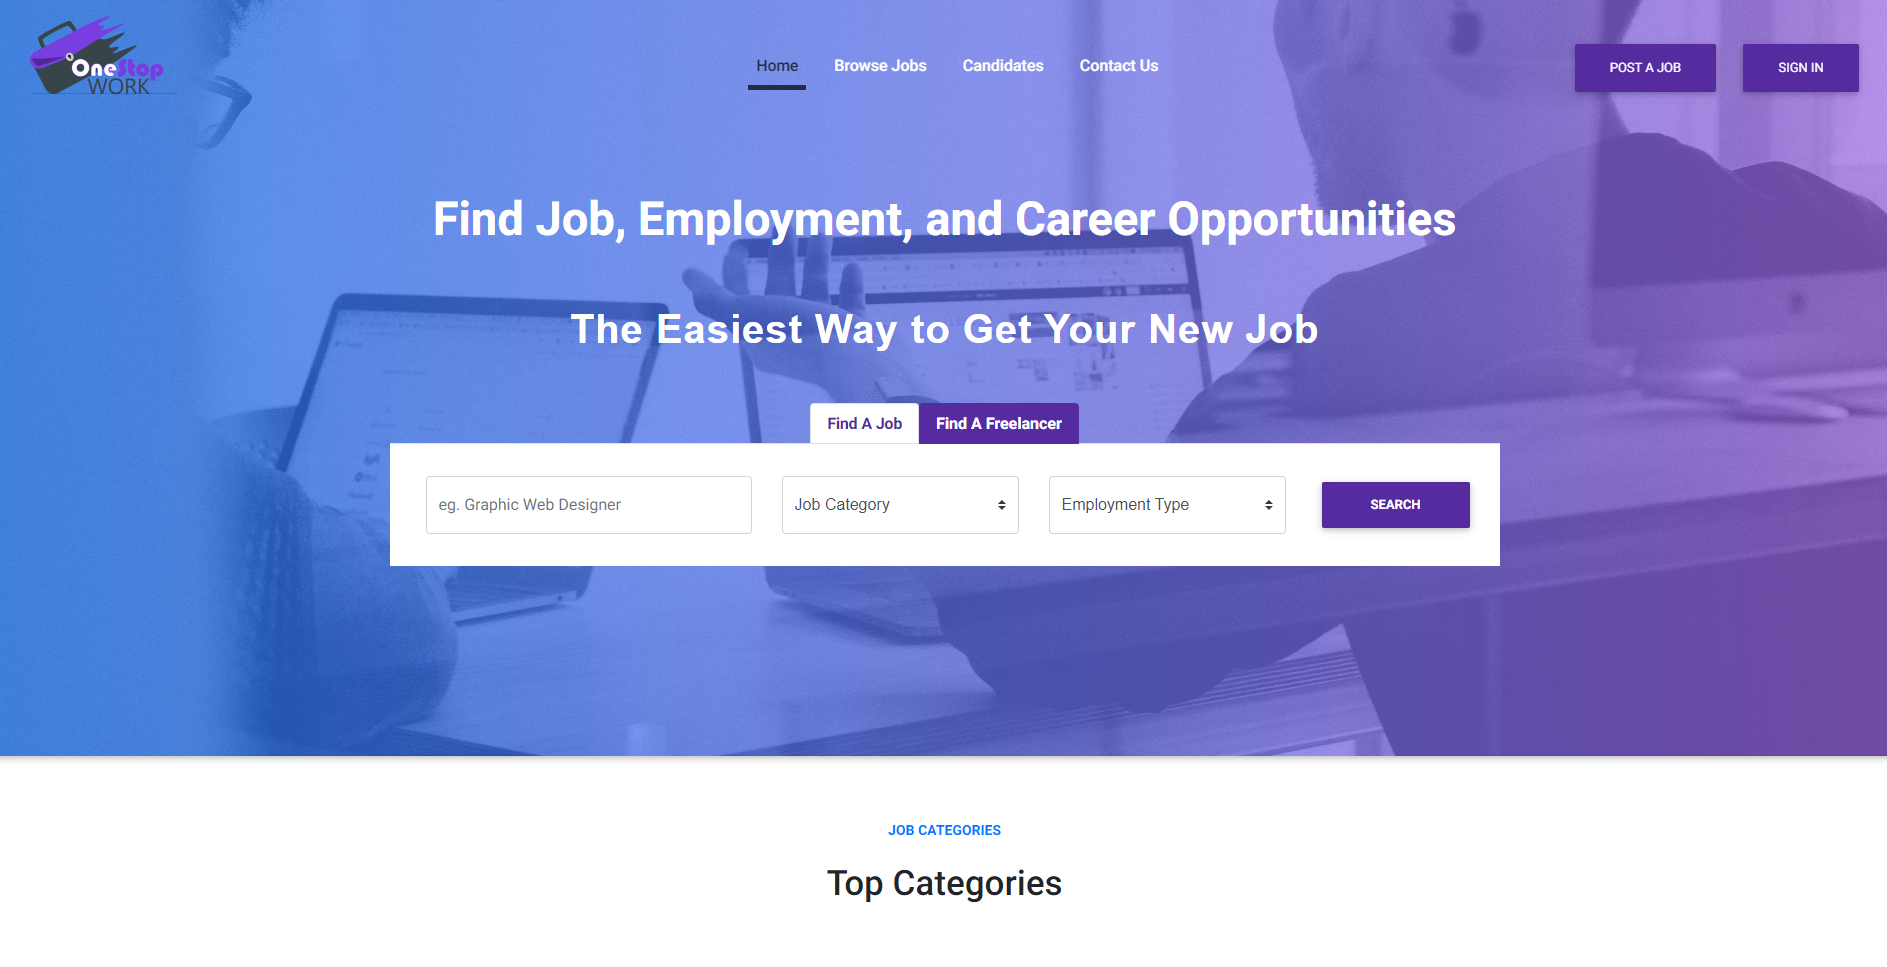 OneStop
WORK
Home Browse Jobs Candidates Contact Us
POST A JOB SIGN IN
Find Job, Employment, and Career Opportunities
The Easiest Way to Get Your New Job
Find A Job Find A Freelancer
eg. Graphic Web Designer Job Category Employment Type SEARCH
JOB CATEGORIES
Top Categories